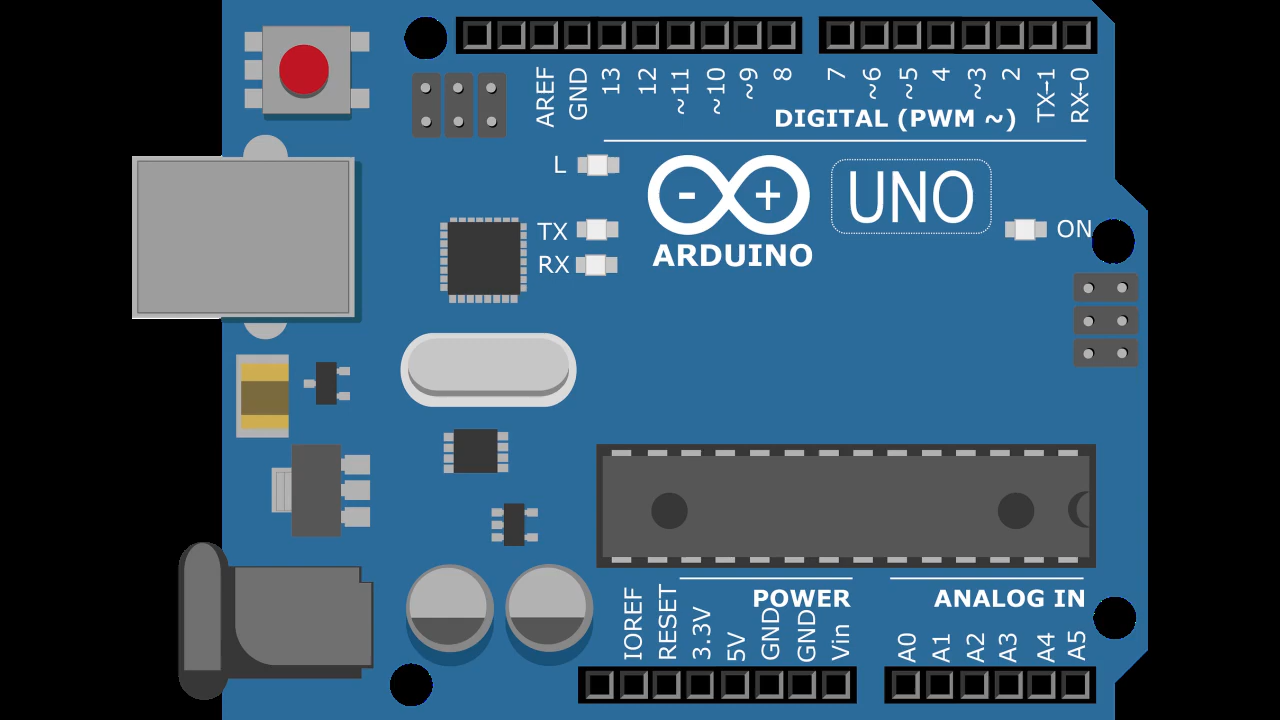 AREF
GND
13
12
~11
~10
~9
8
7
~6
~5
4
~3
2
TX→1
RX←0
DIGITAL (PWM ~)
L
TX
RX
- +
ARDUINO
UNO
ON
POWER
ANALOG IN
IOREF
RESET
3.3V
5V
GND
GND
Vin
A0
A1
A2
A3
A4
A5